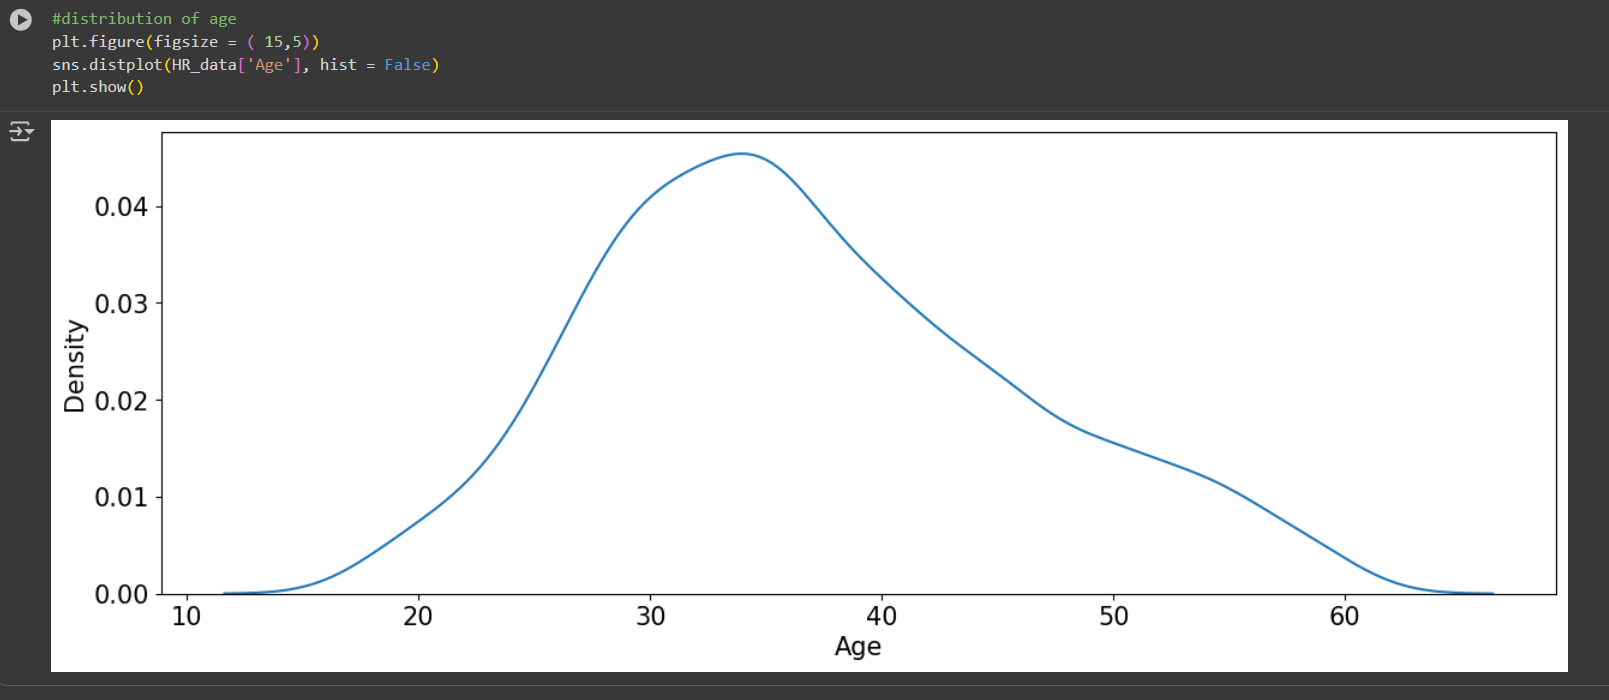 #distribution of age
plt.figure(figsize = ( 15,5))
sns.distplot(HR_data['Age'], hist = False)
plt.show()
0.04
0.03
0.02
0.01
0.00
Density
10 20 30 40 50 60
Age